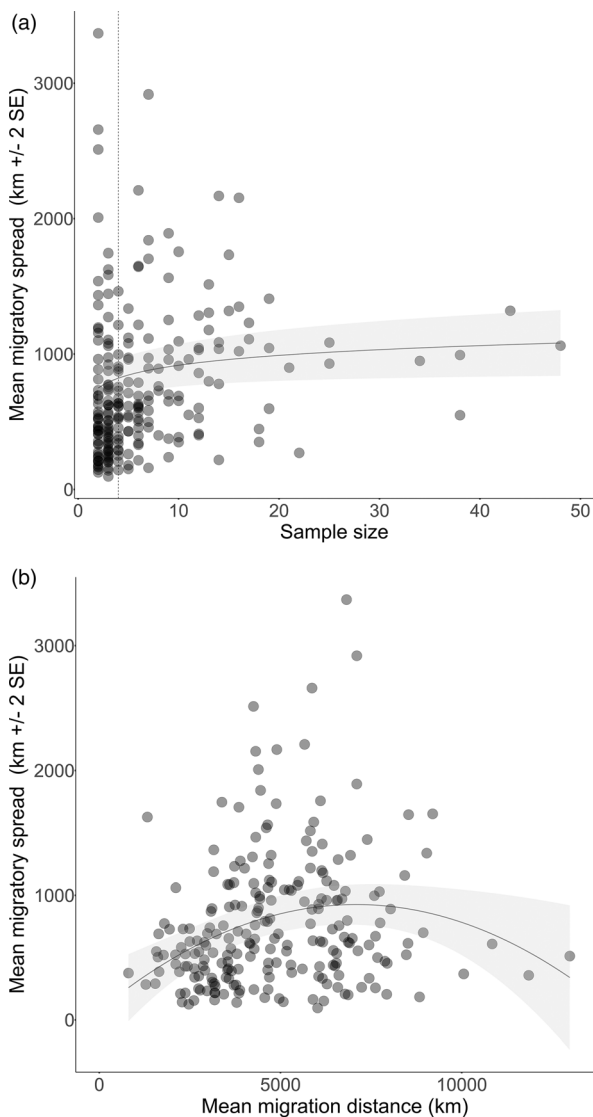 (a)
Mean migratory spread (km +/- 2 SE)
3000
2000
1000
0
0 10 20 30 40 50
Sample size
(b)
Mean migratory spread (km +/- 2 SE)
3000
2000
1000
0
0 5000 10000
Mean migration distance (km)